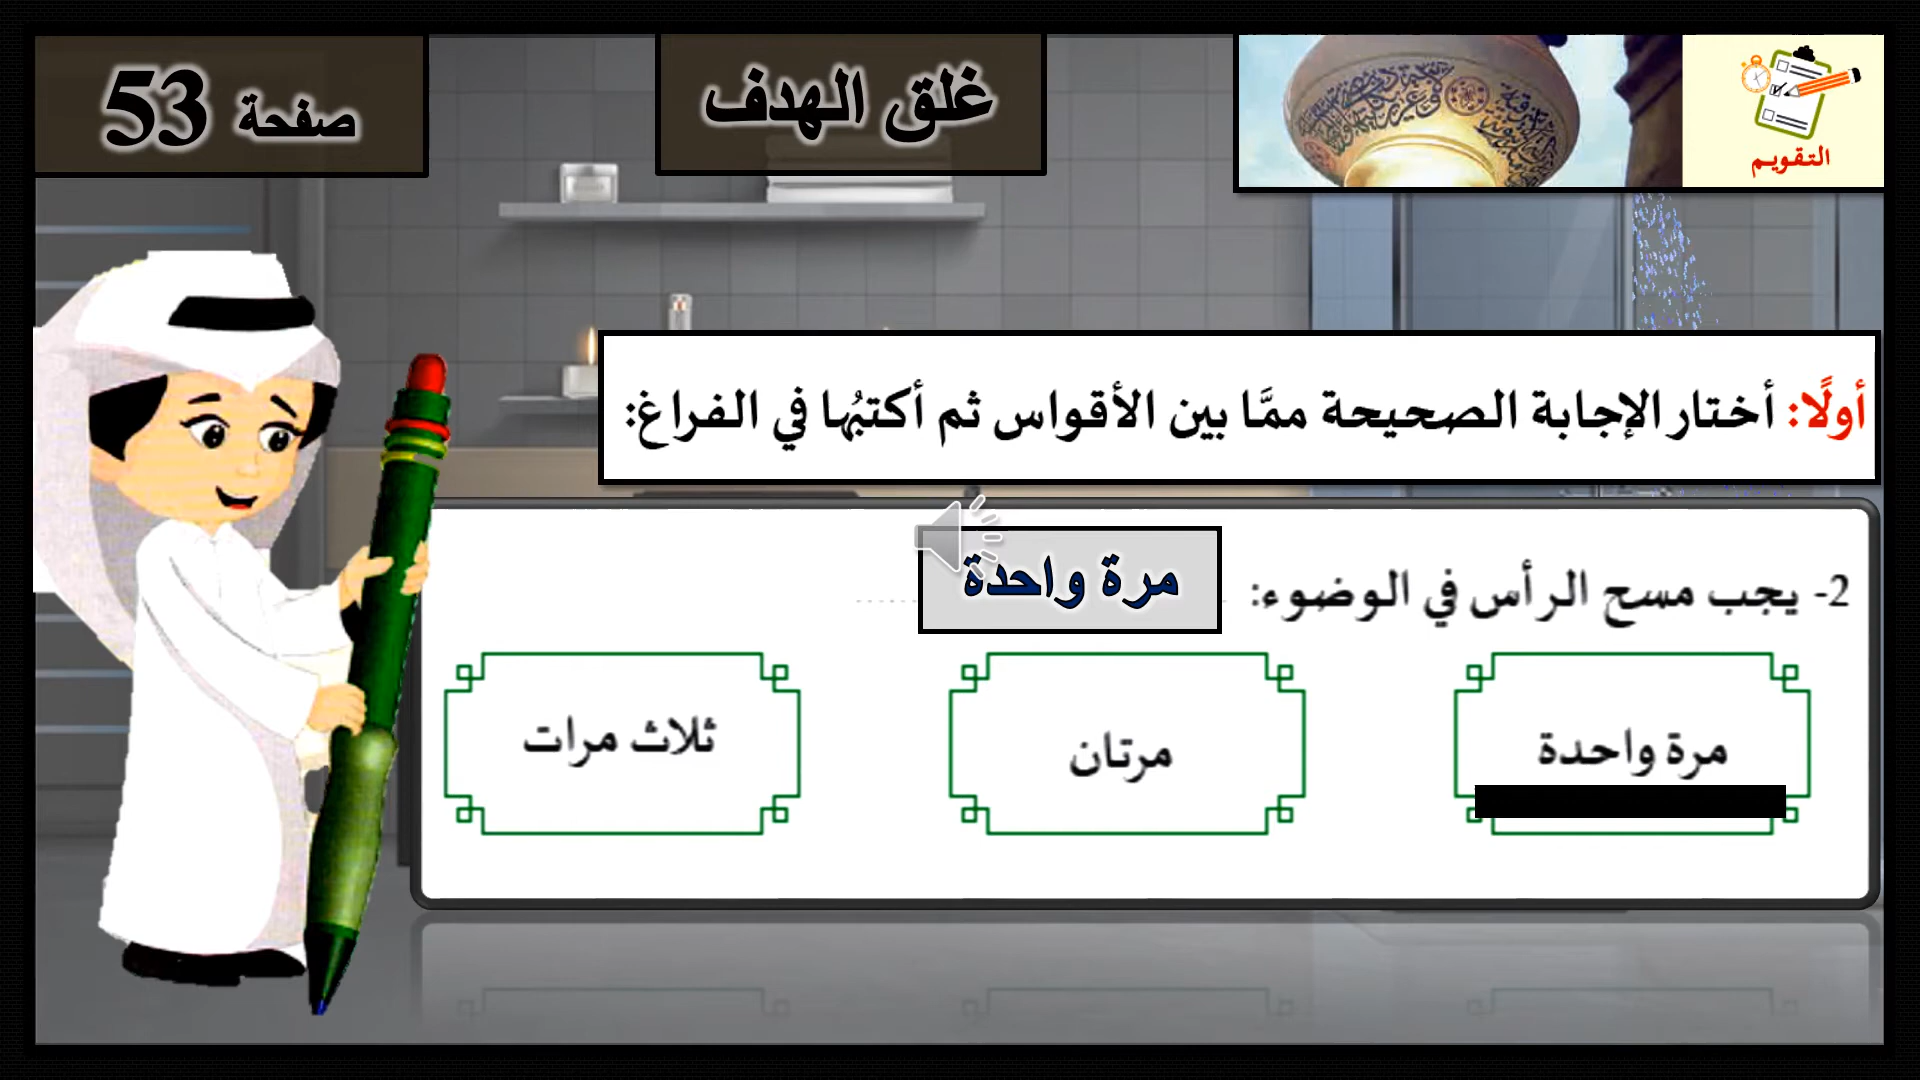 التقويم
غلق الهدف
صفحة 53
أولًا: أختار الإجابة الصحيحة ممَّا بين الأقواس ثم أكتبُها في الفراغ:
2- يجب مسح الرأس في الوضوء: مرة واحدة
مرة واحدة
مرتان
ثلاث مرات